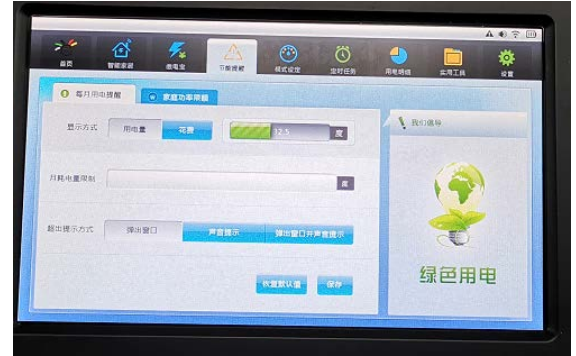 首页 智能家居 微电宝 节能提醒 模式设定 定时任务 用电明细 实用工具 设置
每月用电提醒 家庭功率限额
我们倡导
显示方式 用电量 花费 12.5 度
月耗电量限制 度
超出提示方式 弹出窗口 声音提示 弹出窗口并声音提示
恢复默认值 保存
绿色用电